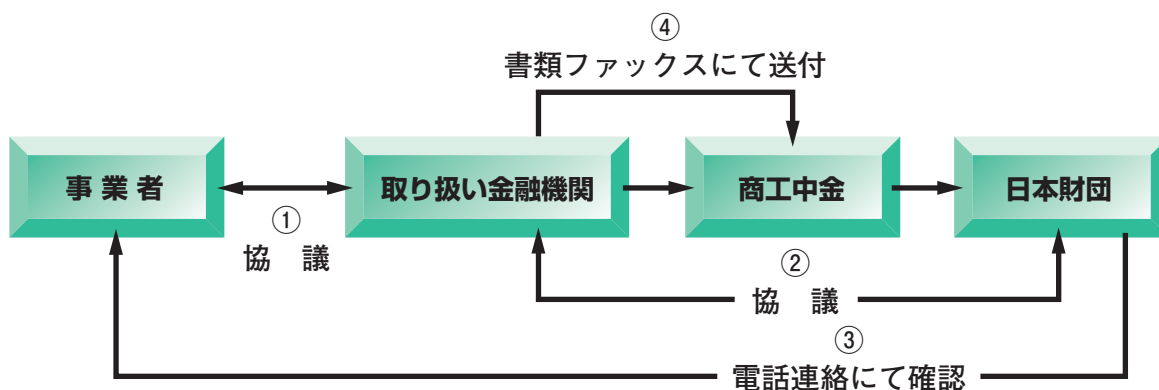 ④
書類ファックスにて送付
事 業 者
取り扱い金融機関
商工中金
日本財団
①
協　議
②
協　議
③
電話連絡にて確認